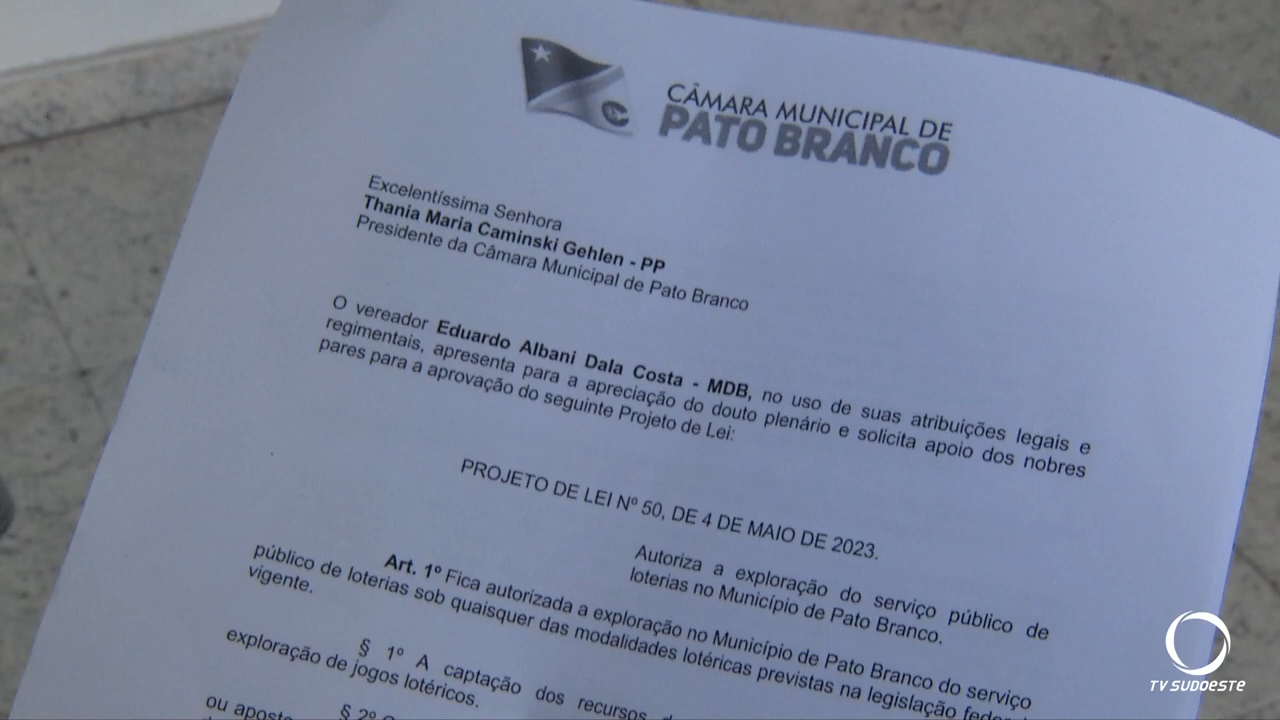 CÂMARA MUNICIPAL DE
PATO BRANCO
Excelentíssima Senhora
Thania Maria Caminski Gehlen - PP
Presidente da Câmara Municipal de Pato Branco
O vereador Eduardo Albani Dala Costa - MDB, no uso de suas atribuições legais e
regimentais, apresenta para a apreciação do douto plenário e solicita apoio dos nobres
pares para a aprovação do seguinte Projeto de Lei:
PROJETO DE LEI Nº 50, DE 4 DE MAIO DE 2023.
Autoriza a exploração do serviço público de
loterias no Município de Pato Branco.
Art. 1º Fica autorizada a exploração no Município de Pato Branco do serviço
público de loterias sob quaisquer das modalidades lotéricas previstas na legislação
vigente.
§ 1º A captação dos recursos
exploração de jogos lotéricos.
§ 2º
ou
TV SUDOESTE